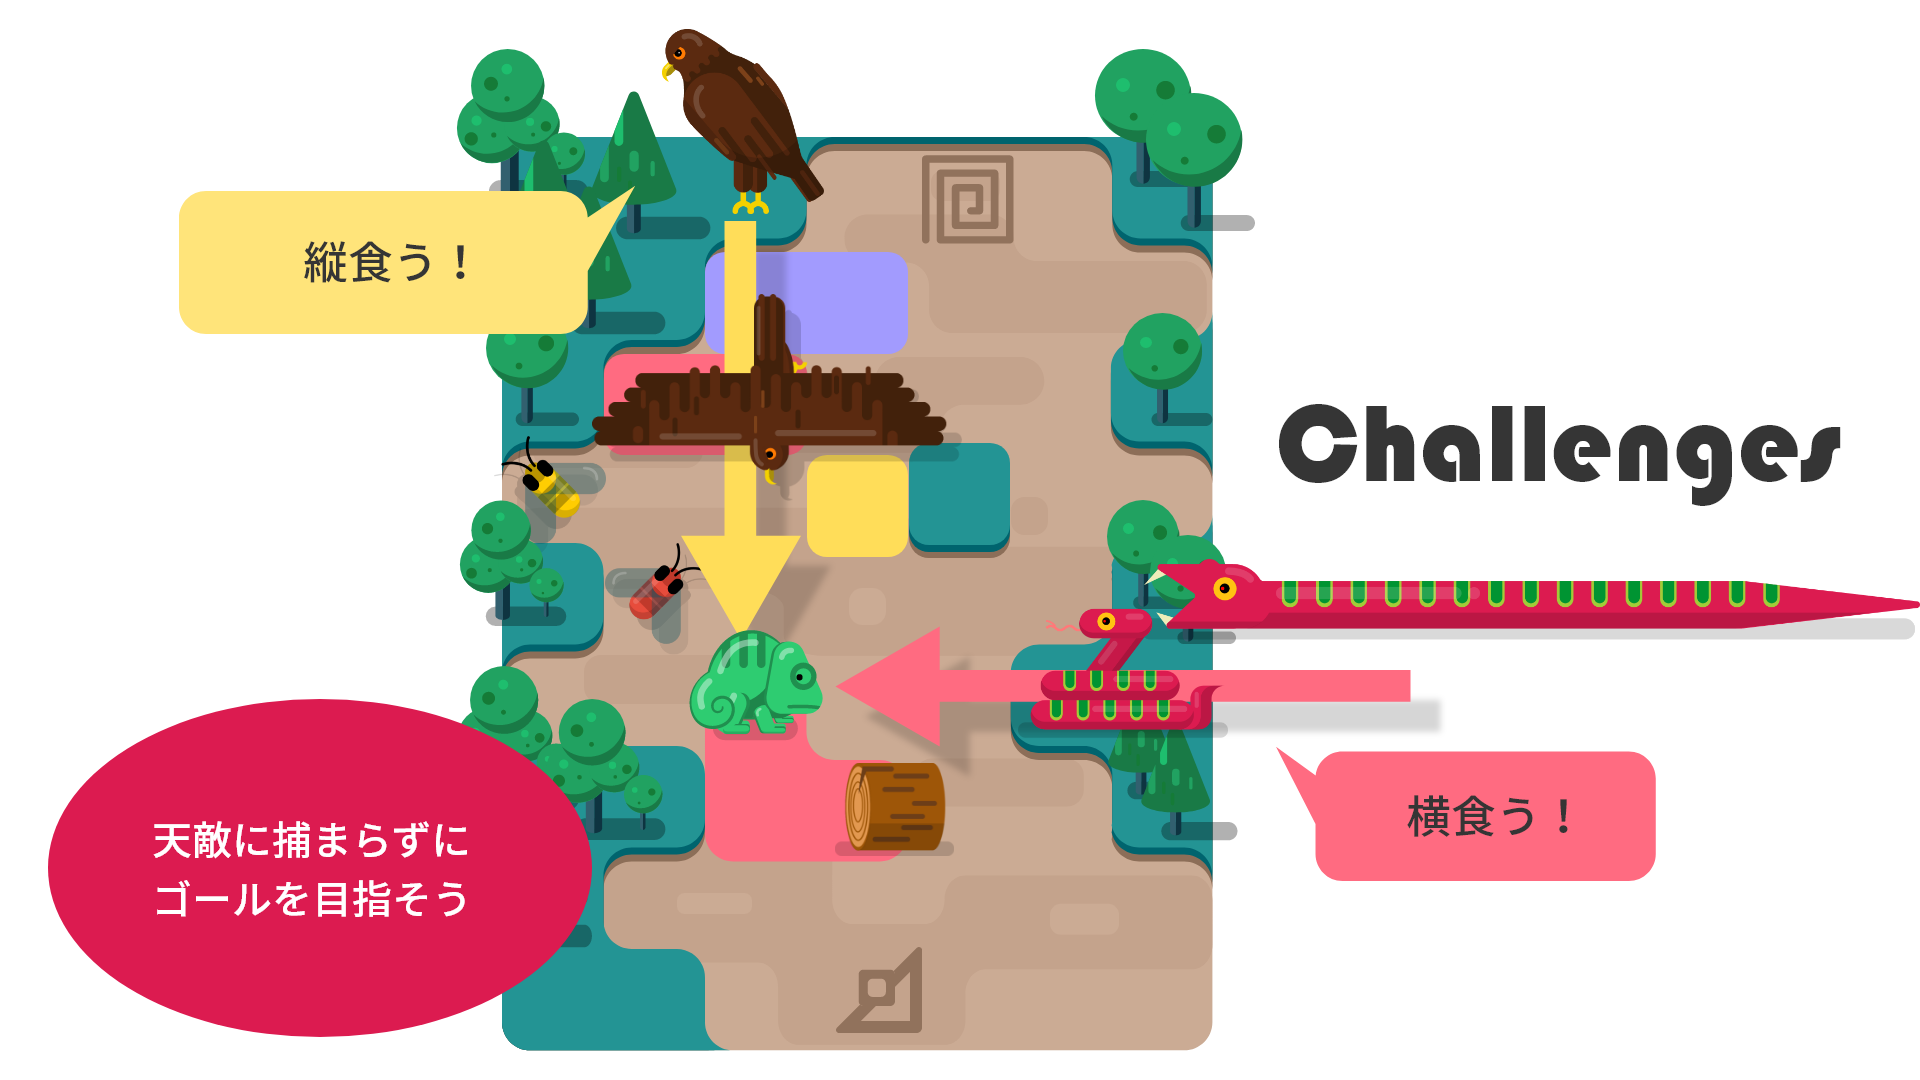 縦食う！
Challenges
横食う！
天敵に捕まらずに
ゴールを目指そう